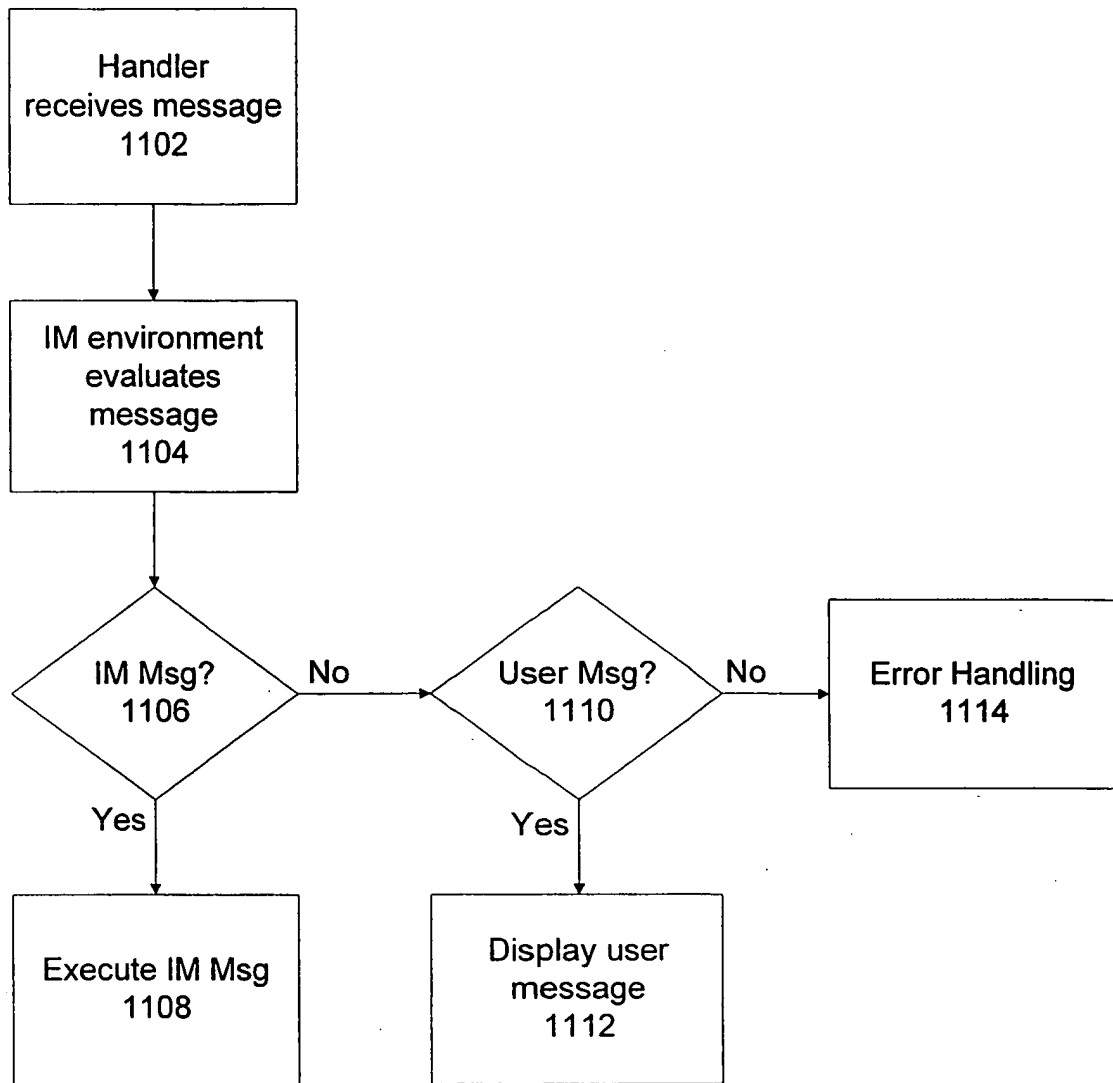 Handler
receives message
1102
IM environment
evaluates
message
1104
IM Msg?
1106
No
User Msg?
1110
No
Error Handling
1114
Yes
Yes
Execute IM Msg
1108
Display user
message
1112